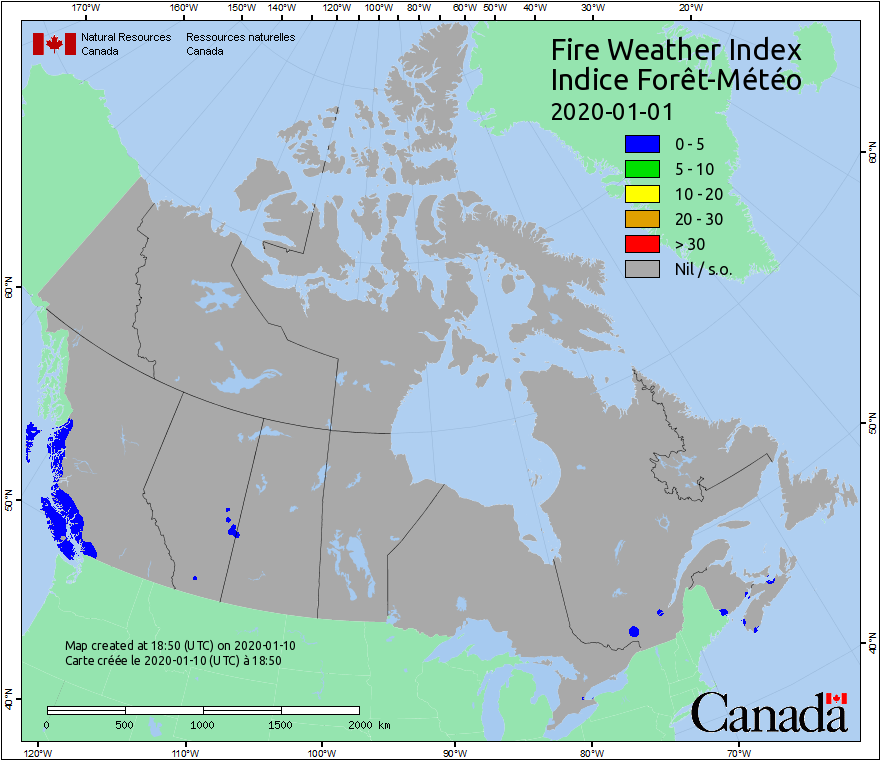 170°W 160°W 150°W 140°W 130°W 120°W 110°W 100°W 90°W 80°W 60°W 50°W 40°W 30°W 20°W
Natural Resources Ressources naturelles
Canada Canada
Fire Weather Index
Indice Forêt-Météo
2020-01-01
0 - 5
5 - 10
10 - 20
20 - 30
> 30
Nil / s.o.
60°N
60°N
50°N
50°N
40°N
40°N
Map created at 18:50 (UTC) on 2020-01-10
Carte créée le 2020-01-10 (UTC) à 18:50
0 500 1000 1500 2000 km
Canada
120°W 110°W 100°W 90°W 80°W 70°W